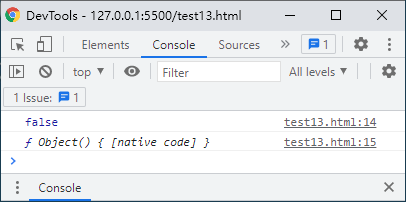 DevTools - 127.0.0.1:5500/test13.html
Elements Console Sources » 1
top Filter All levels
1 Issue: 1
false test13.html:14
ƒ Object() { [native code] } test13.html:15
>
Console